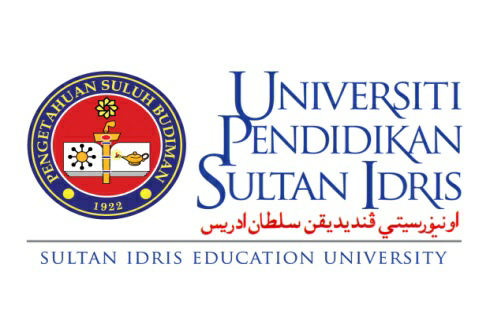 PENGETAHUAN SULUH BUDIMAN
1922
UNIVERSITI
PENDIDIKAN
SULTAN IDRIS
اونيۏرسيتي ڤنديديقن سلطان ادريس
SULTAN IDRIS EDUCATION UNIVERSITY